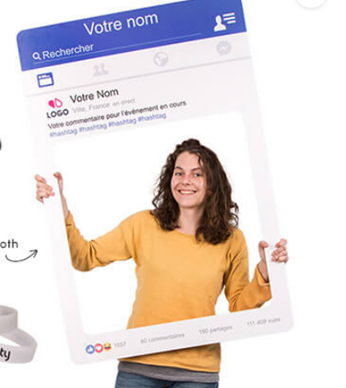 Votre nom
Rechercher
Votre Nom
Ville, France en direct
LOGO
Votre commentaire pour l'événement en cours
#hashtag #hashtag #hashtag #hashtag
oth
1557 60 commentaires 190 partages 111 409 vues
ty